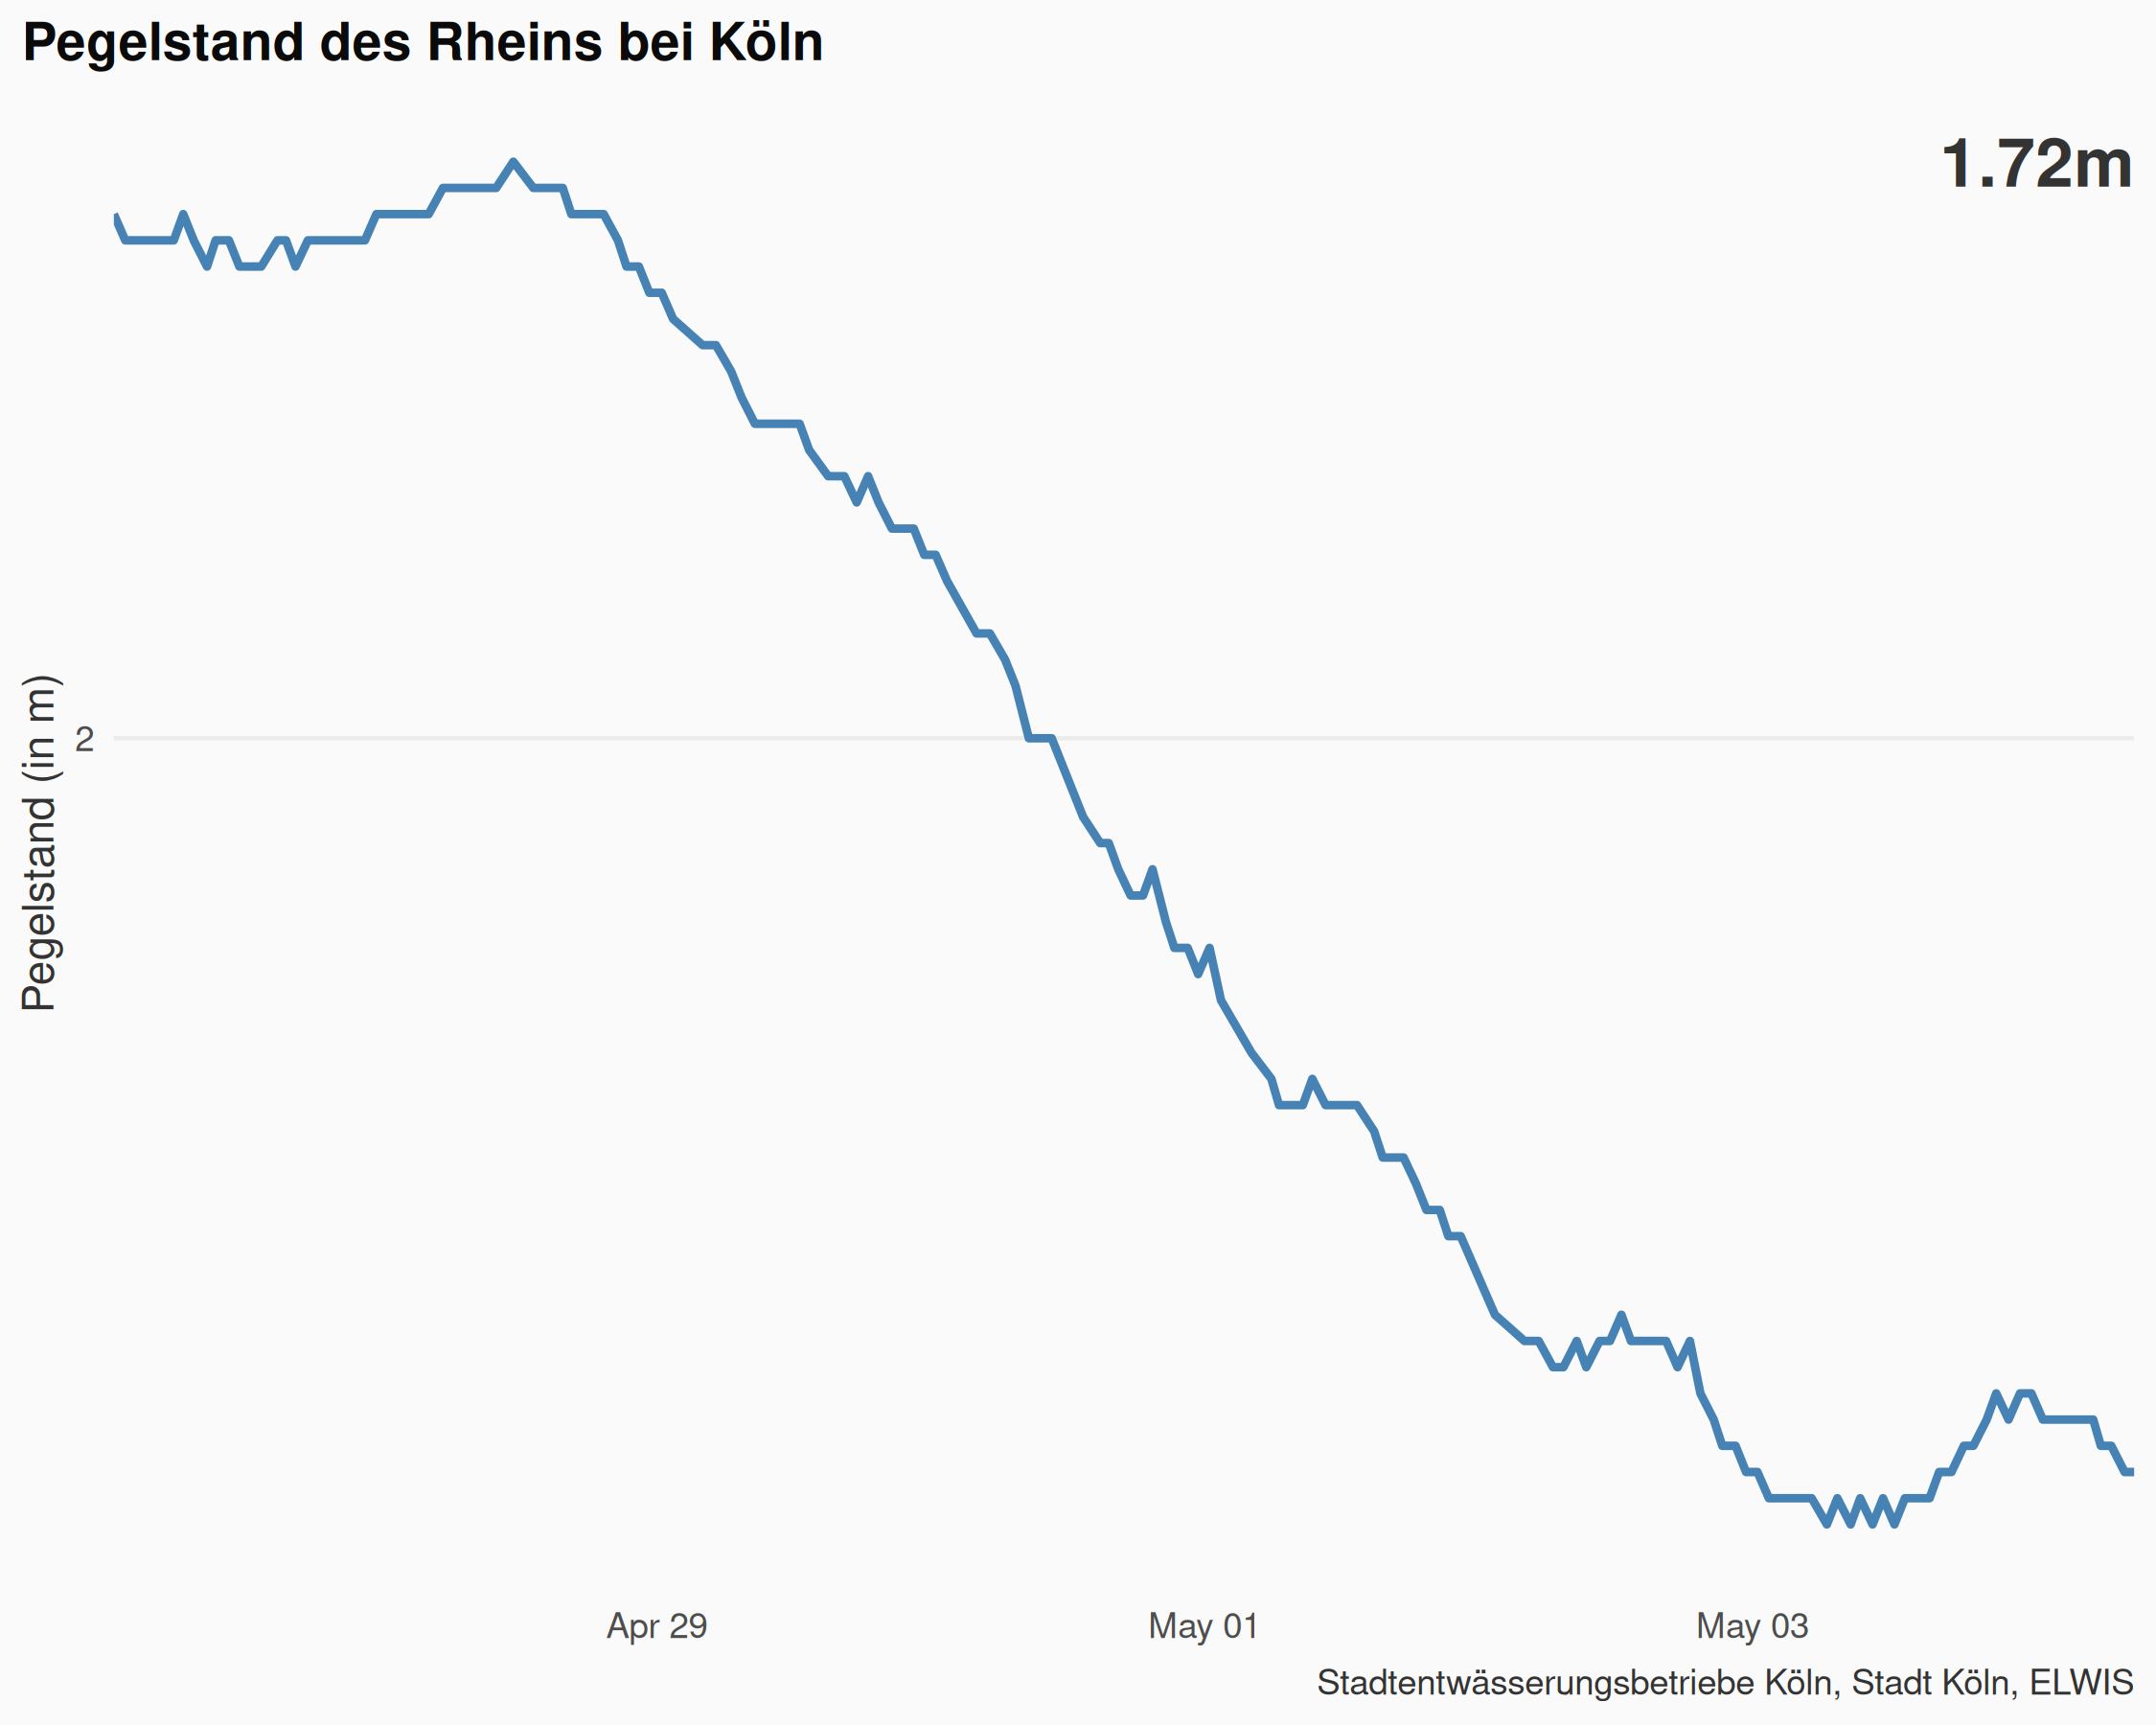 Pegelstand des Rheins bei Köln
1.72m
Pegelstand (in m)
2
Apr 29
May 01
May 03
Stadtentwässerungsbetriebe Köln, Stadt Köln, ELWIS